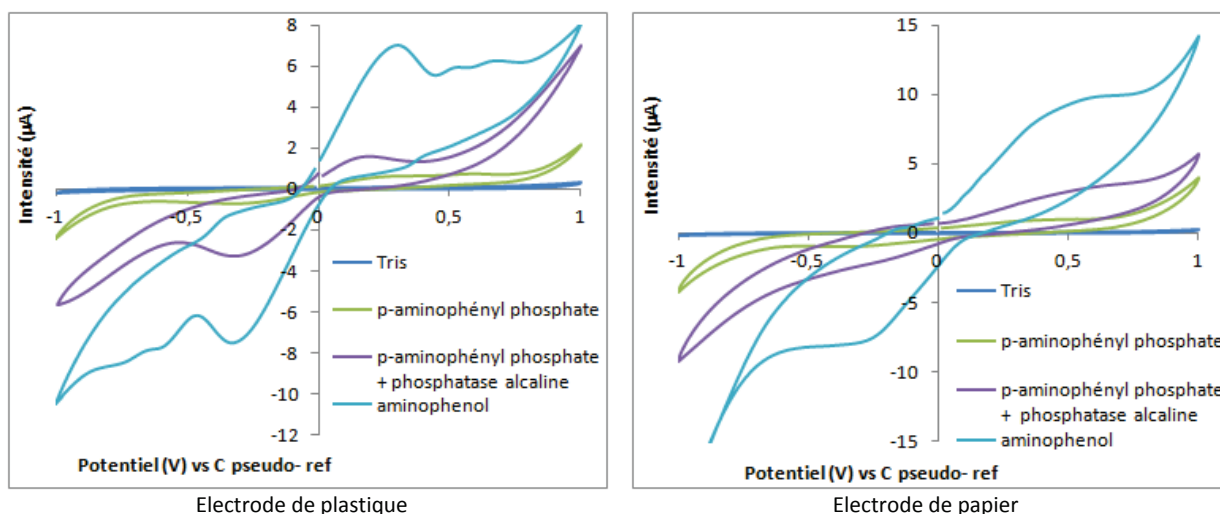 Intensité (µA)
8
6
4
2
0
-2
-4
-6
-8
-10
-12
-1
-0,5
0
0,5
1
Tris
p-aminophényl phosphate
p-aminophényl phosphate
+ phosphatase alcaline
aminophenol
Potentiel (V) vs C pseudo- ref
Electrode de plastique
Intensité (µA)
15
10
5
0
-5
-10
-15
-1
-0,5
0
0,5
1
Tris
p-aminophényl phosphate
p-aminophényl phosphate
+ phosphatase alcaline
aminophenol
Potentiel (V) vs C pseudo- ref
Electrode de papier